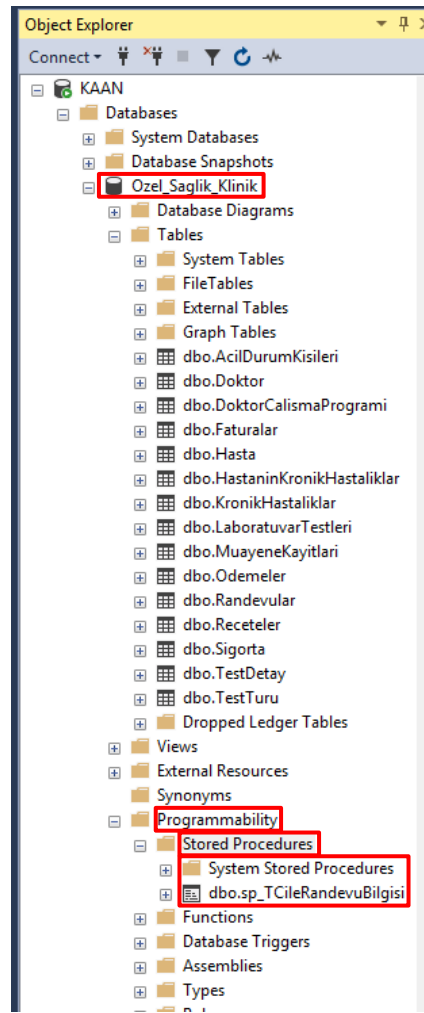 Object Explorer
Connect
KAAN
Databases
System Databases
Database Snapshots
Ozel_Saglik_Klinik
Database Diagrams
Tables
System Tables
FileTables
External Tables
Graph Tables
dbo.AcilDurumKisileri
dbo.Doktor
dbo.DoktorCalismaProgrami
dbo.Faturalar
dbo.Hasta
dbo.HastaninKronikHastaliklar
dbo.KronikHastaliklar
dbo.LaboratuvarTestleri
dbo.MuayeneKayitlari
dbo.Odemeler
dbo.Randevular
dbo.Receteler
dbo.Sigorta
dbo.TestDetay
dbo.TestTuru
Dropped Ledger Tables
Views
External Resources
Synonyms
Programmability
Stored Procedures
System Stored Procedures
dbo.sp_TCileRandevuBilgisi
Functions
Database Triggers
Assemblies
Types